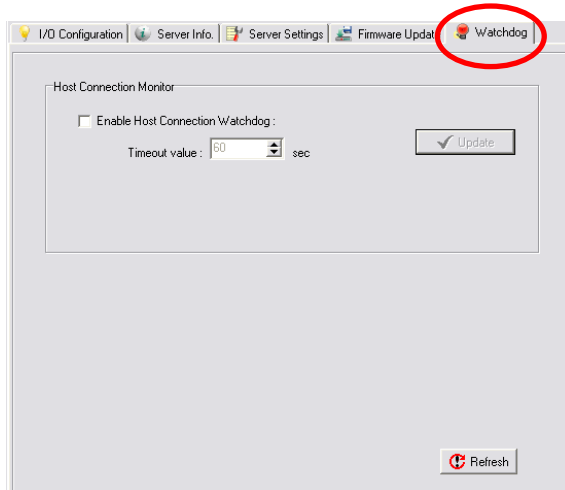 I/O Configuration Server Info. Server Settings Firmware Updat Watchdog
Host Connection Monitor
Enable Host Connection Watchdog :
Timeout value : 60 sec
Update
Refresh